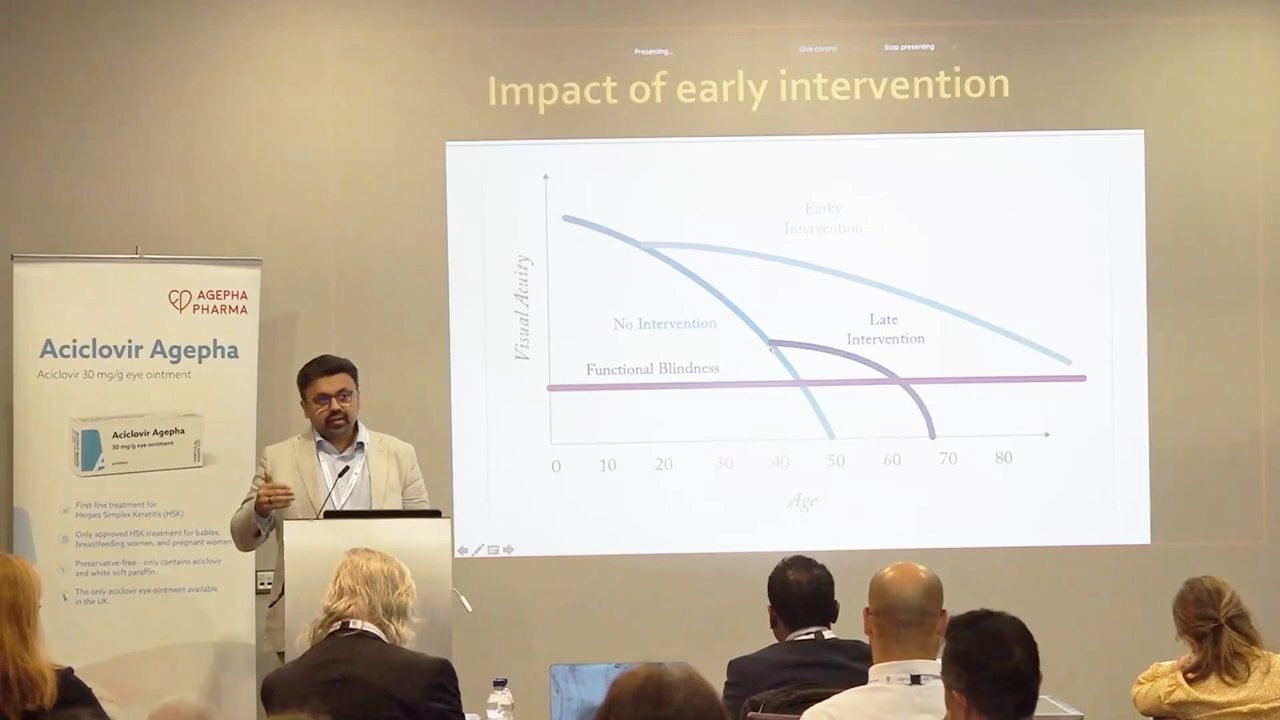 Presenting...
Give control
Stop presenting
Impact of early intervention
Visual Acuity
Earky
Intervention
No Intervention
Late
Intervention
Functional Blindness
0 10 20 30 40 50 60 70 80
Age
AGEPHA
PHARMA
Aciclovir Agepha
Aciclovir 30 mg/g eye ointment
Aciclovir Agepha
30 mg/g eye ointment
First-line treatment for
Herpes Simplex Keratitis (HSK)
Only approved HSK treatment for babies,
breastfeeding women, and pregnant women
Preservative-free - only contains aciclovir
and white soft paraffin
The only aciclovir eye ointment available
in the UK